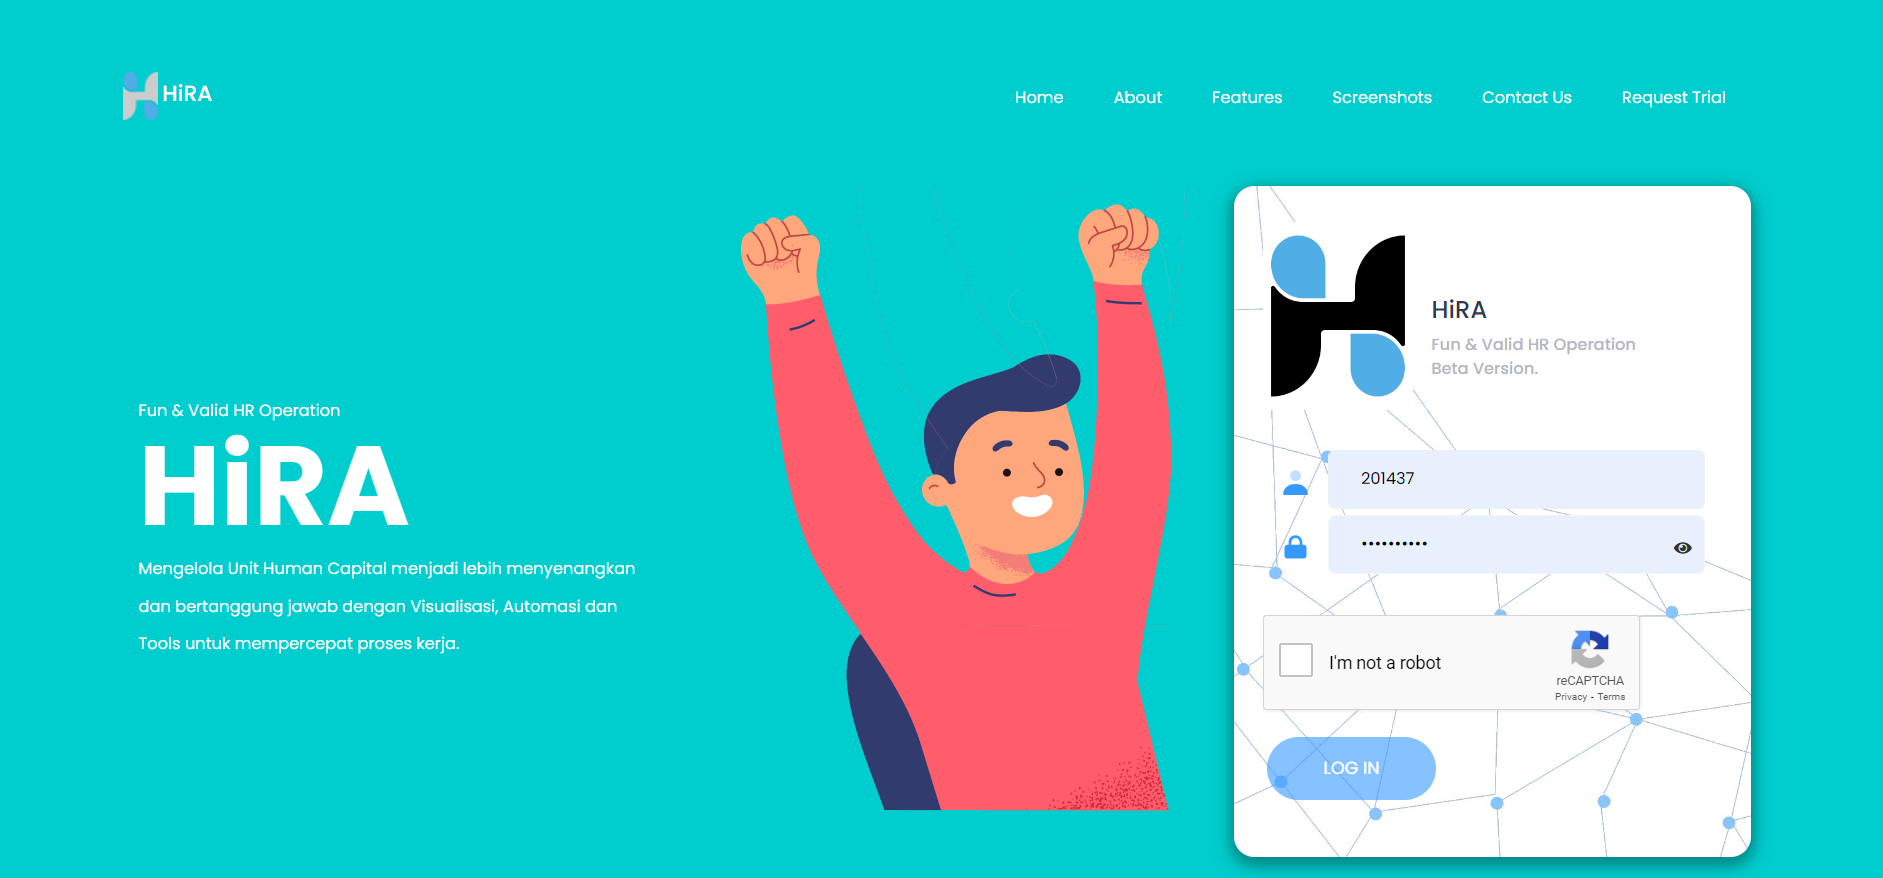 HiRA
Home
About
Features
Screenshots
Contact Us
Request Trial
Fun & Valid HR Operation
HiRA
Mengelola Unit Human Capital menjadi lebih menyenangkan
dan bertanggung jawab dengan Visualisasi, Automasi dan
Tools untuk mempercepat proses kerja.
HiRA
Fun & Valid HR Operation
Beta Version.
201437
••••••••••
I'm not a robot
reCAPTCHA
Privacy - Terms
LOG IN